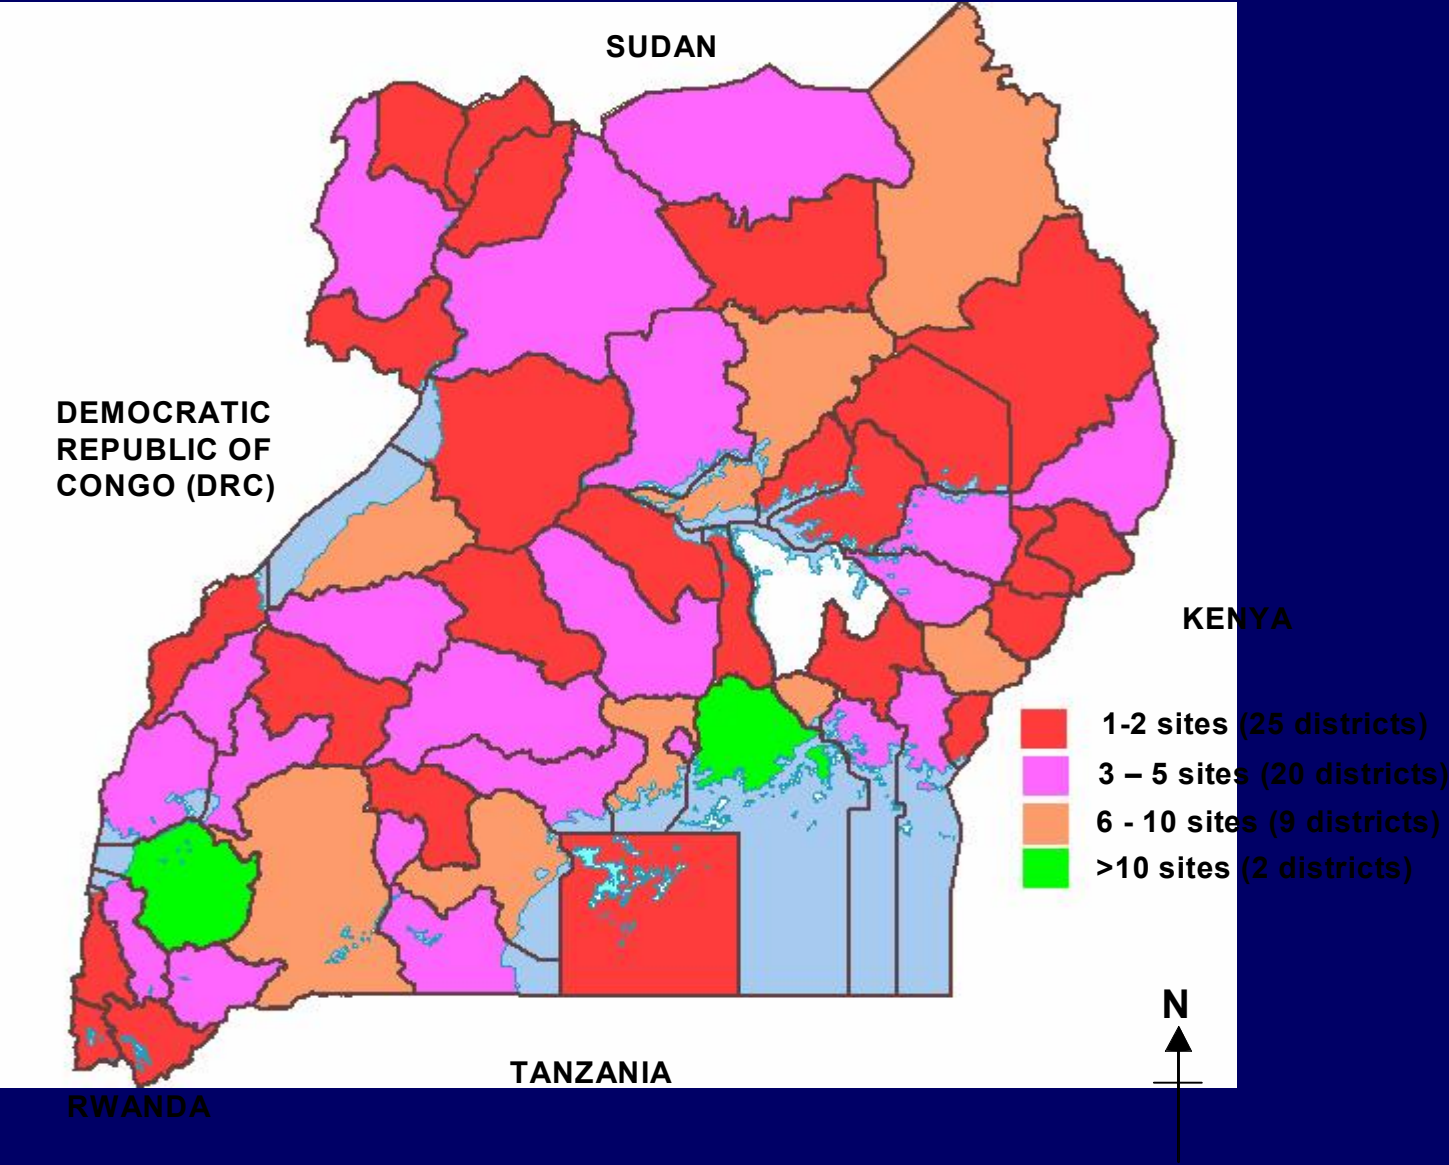 SUDAN
DEMOCRATIC
REPUBLIC OF
CONGO (DRC)
KENYA
1-2 sites (25 districts)
3 – 5 sites (20 districts)
6 - 10 sites (9 districts)
>10 sites (2 districts)
N
TANZANIA
RWANDA